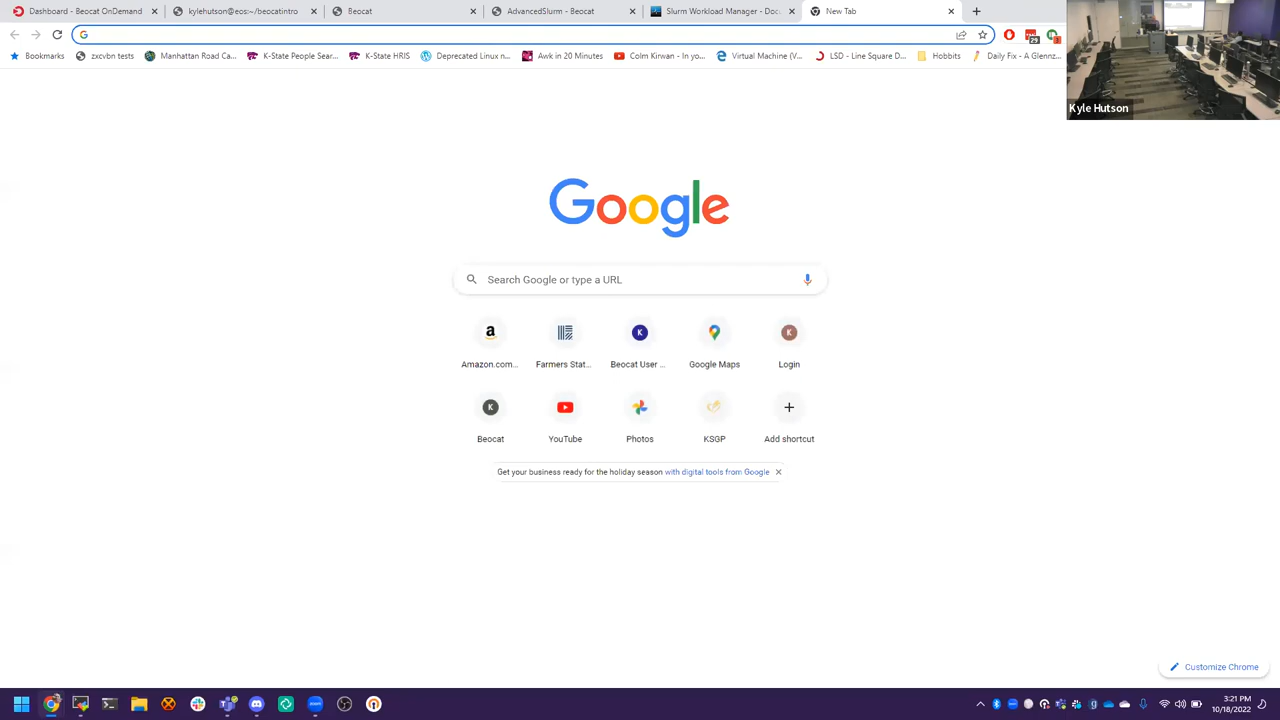 Dashboard - Beocat OnDemand
kylehutson@eos:~/beocatintro
Beocat
AdvancedSlurm - Beocat
Slurm Workload Manager - Doc
New Tab
Bookmarks
zxcvbn tests
Manhattan Road Ca...
K-State People Sea...
K-State HRIS
Deprecated Linux n...
Awk in 20 Minutes
Colm Kirwan - In yo...
Virtual Machine (V...
LSD - Line Square D...
Hobbits
Daily Fix - A Glennz...
Kyle Hutson
Google
Search Google or type a URL
Amazon.com...
Farmers Stat...
Beocat User ...
Google Maps
Login
Beocat
YouTube
Photos
KSGP
Add shortcut
Get your business ready for the holiday season with digital tools from Google
Customize Chrome
3:21 PM
10/18/2022